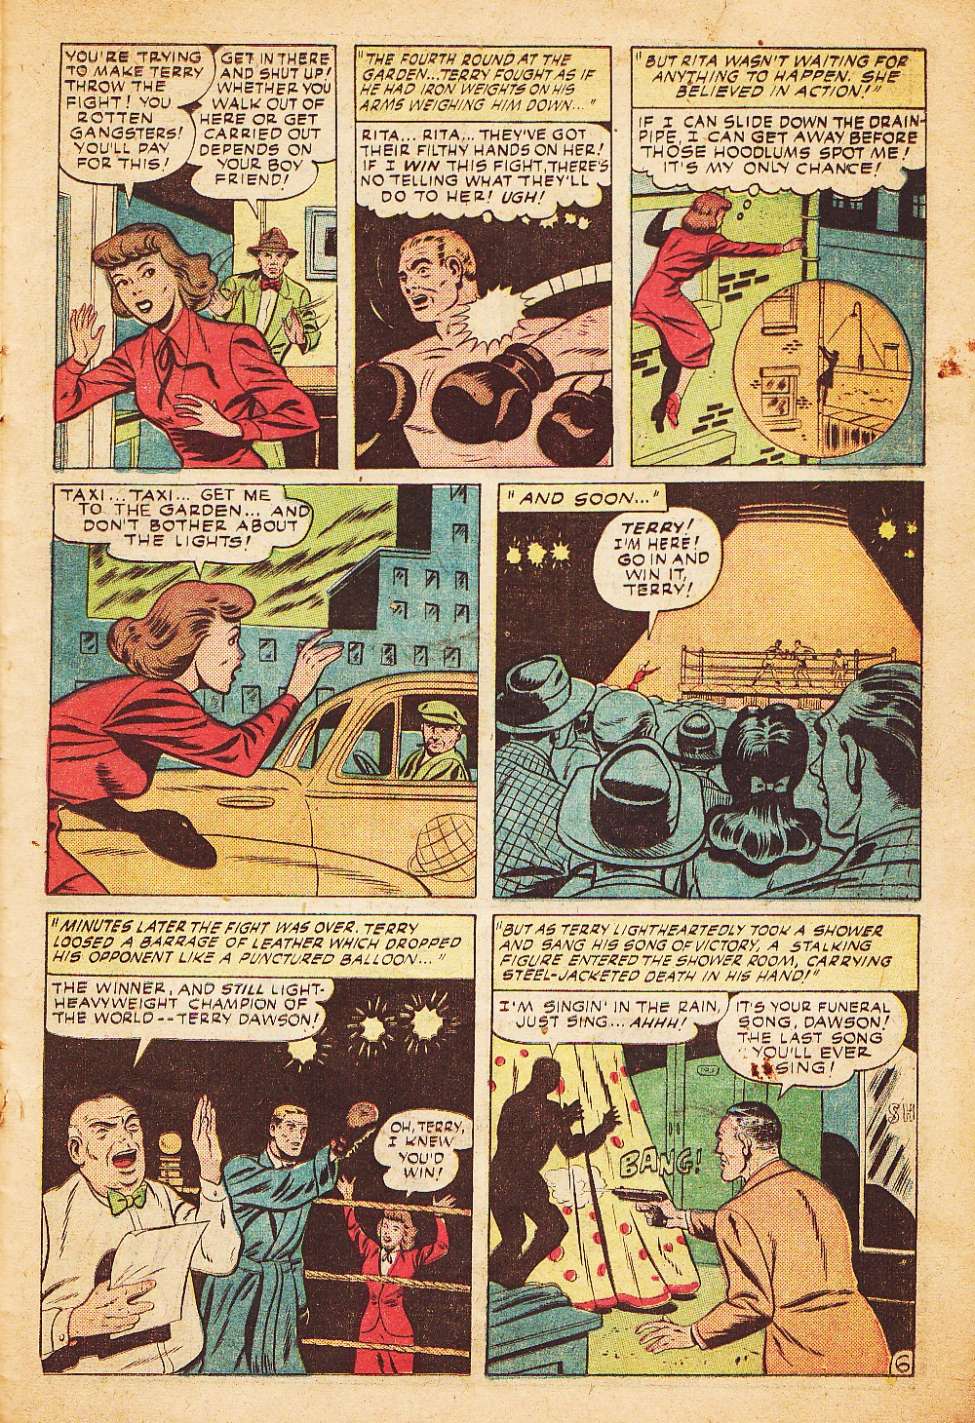 YOU'RE TRYING
TO MAKE TERRY
THROW THE
FIGHT! YOU
ROTTEN
GANGSTERS!
YOU'LL PAY
FOR THIS!
GET IN THERE
AND SHUT UP!
WHETHER YOU
WALK OUT OF
HERE OR GET
CARRIED OUT
DEPENDS ON
YOUR BOY
FRIEND!
"THE FOURTH ROUND AT THE
GARDEN...TERRY FOUGHT AS IF
HE HAD IRON WEIGHTS ON HIS
ARMS WEIGHING HIM DOWN..."
RITA... RITA... THEY'VE GOT
THEIR FILTHY HANDS ON HER!
IF I WIN THIS FIGHT, THERE'S
NO TELLING WHAT THEY'LL
DO TO HER! UGH!
"BUT RITA WASN'T WAITING FOR
ANYTHING TO HAPPEN. SHE
BELIEVED IN ACTION!"
IF I CAN SLIDE DOWN THE DRAIN-
PIPE, I CAN GET AWAY BEFORE
THOSE HOODLUMS SPOT ME!
IT'S MY ONLY CHANCE!
TAXI... TAXI... GET ME
TO THE GARDEN... AND
DON'T BOTHER ABOUT
THE LIGHTS!
"AND SOON..."
TERRY!
I'M HERE!
GO IN AND
WIN IT,
TERRY!
"MINUTES LATER THE FIGHT WAS OVER. TERRY
LOOSED A BARRAGE OF LEATHER WHICH DROPPED
HIS OPPONENT LIKE A PUNCTURED BALLOON..."
THE WINNER, AND STILL LIGHT-
HEAVYWEIGHT CHAMPION OF
THE WORLD -- TERRY DAWSON!
OH, TERRY,
I KNEW
YOU'D
WIN!
"BUT AS TERRY LIGHTHEARTEDLY TOOK A SHOWER
AND SANG HIS SONG OF VICTORY, A STALKING
FIGURE ENTERED THE SHOWER ROOM, CARRYING
STEEL-JACKETED DEATH IN HIS HAND!"
I'M SINGIN' IN THE RAIN,
JUST SING... AHHH!
IT'S YOUR FUNERAL
SONG, DAWSON!
THE LAST SONG
YOU'LL EVER
SING!
SH
BANG!
6